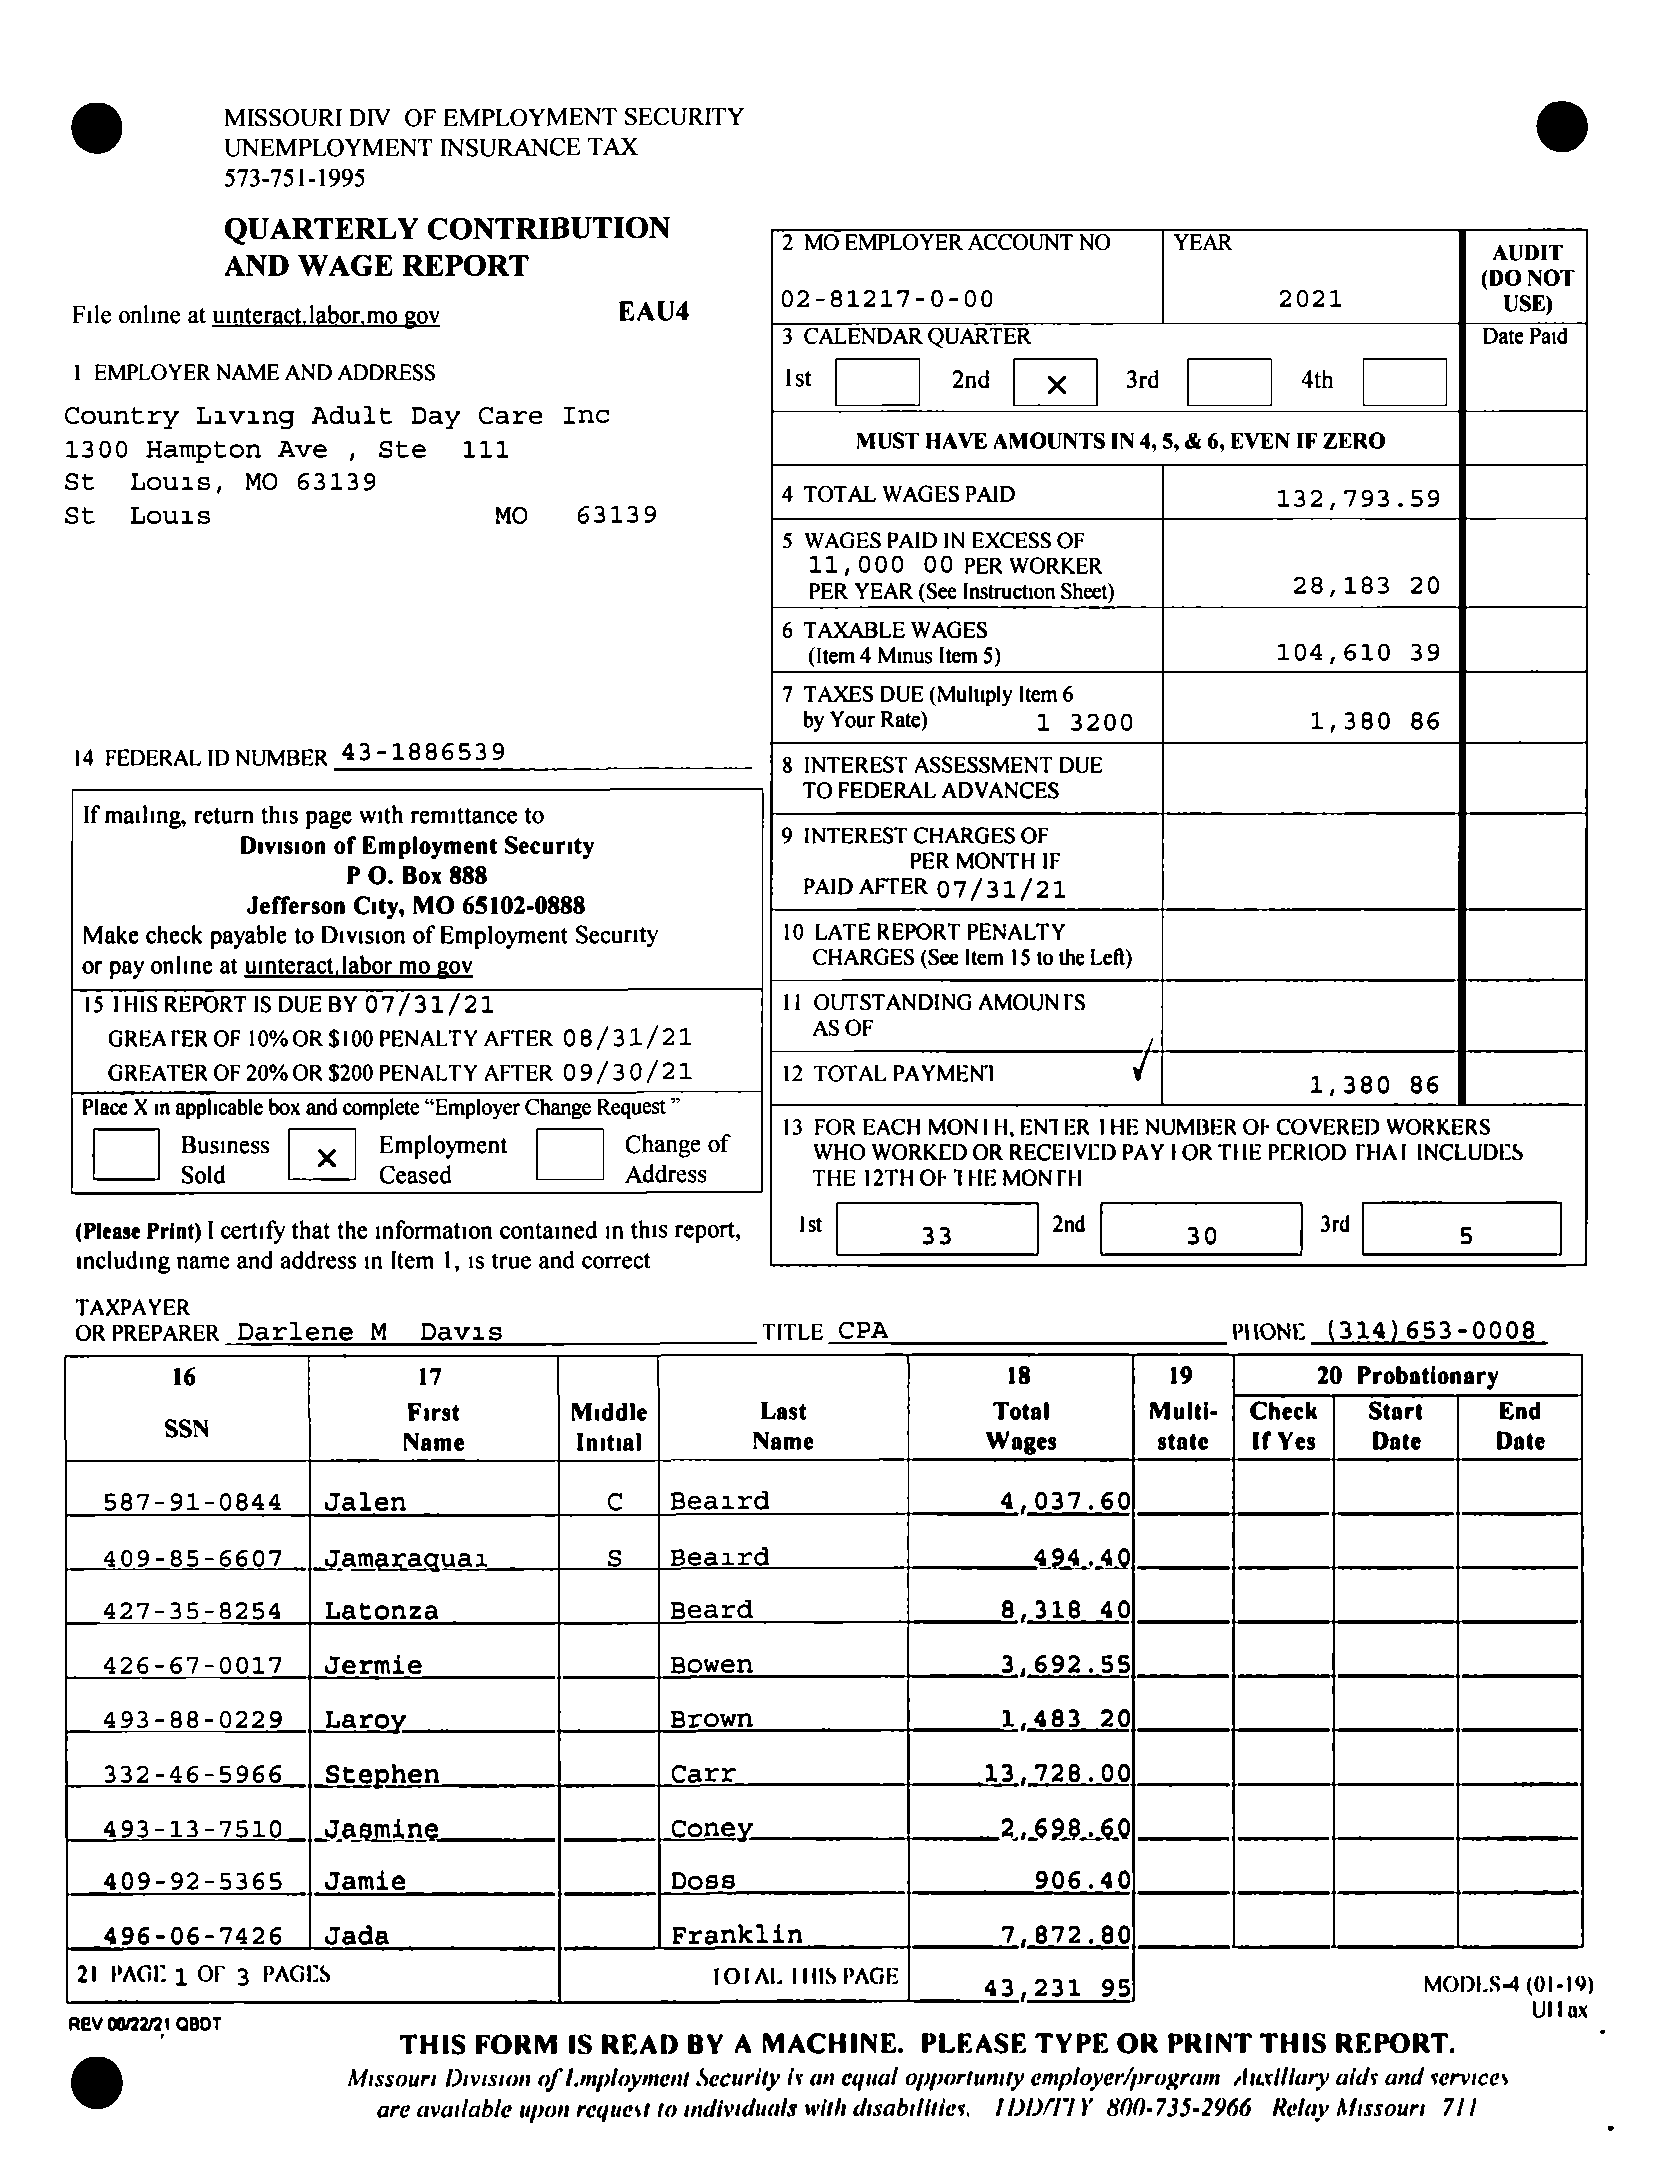 MISSOURI DIV OF EMPLOYMENT SECURITY
UNEMPLOYMENT INSURANCE TAX
573-751-1995
QUARTERLY CONTRIBUTION
AND WAGE REPORT
File online at uinteract.labor.mo gov EAU4
1 EMPLOYER NAME AND ADDRESS
Country Living Adult Day Care Inc
1300 Hampton Ave , Ste 111
St Louis, MO 63139
St Louis MO 63139
2 MO EMPLOYER ACCOUNT NO YEAR
02-81217-0-00 2021
AUDIT
(DO NOT
USE)
Date Paid
3 CALENDAR QUARTER
1st 2nd X 3rd 4th
MUST HAVE AMOUNTS IN 4, 5, & 6, EVEN IF ZERO
4 TOTAL WAGES PAID 132,793.59
5 WAGES PAID IN EXCESS OF
11,000 00 PER WORKER
PER YEAR (See Instruction Sheet) 28,183 20
6 TAXABLE WAGES
(Item 4 Minus Item 5) 104,610 39
7 TAXES DUE (Multiply Item 6
by Your Rate) 1 3200 1,380 86
8 INTEREST ASSESSMENT DUE
TO FEDERAL ADVANCES
9 INTEREST CHARGES OF
PER MONTH IF
PAID AFTER 07/31/21
10 LATE REPORT PENALTY
CHARGES (See Item 15 to the Left)
11 OUTSTANDING AMOUNTS
AS OF
12 TOTAL PAYMENT 1,380 86
13 FOR EACH MONTH, ENTER THE NUMBER OF COVERED WORKERS
WHO WORKED OR RECEIVED PAY FOR THE PERIOD THAT INCLUDES
THE 12TH OF THE MONTH
1st 33 2nd 30 3rd 5
14 FEDERAL ID NUMBER 43-1886539
If mailing, return this page with remittance to
Division of Employment Security
P O. Box 888
Jefferson City, MO 65102-0888
Make check payable to Division of Employment Security
or pay online at uinteract.labor mo gov
15 THIS REPORT IS DUE BY 07/31/21
GREATER OF 10% OR $100 PENALTY AFTER 08/31/21
GREATER OF 20% OR $200 PENALTY AFTER 09/30/21
Place X in applicable box and complete “Employer Change Request ”
Business Sold X Employment Ceased Change of Address
(Please Print) I certify that the information contained in this report,
including name and address in Item 1, is true and correct
TAXPAYER
OR PREPARER Darlene M Davis TITLE CPA PHONE (314)653-0008
16 17 18 19 20 Probationary
SSN First Name Middle Initial Last Name Total Wages Multi-state Check If Yes Start Date End Date
587-91-0844 Jalen C Beaird 4,037.60
409-85-6607 Jamaraquai S Beaird 494.40
427-35-8254 Latonza Beard 8,318 40
426-67-0017 Jermie Bowen 3,692.55
493-88-0229 Laroy Brown 1,483 20
332-46-5966 Stephen Carr 13,728.00
493-13-7510 Jasmine Coney 2,698.60
409-92-5365 Jamie Doss 906.40
496-06-7426 Jada Franklin 7,872.80
21 PAGE 1 OF 3 PAGES TOTAL THIS PAGE 43,231 95
MODES-4 (01-19)
UI Tax
REV 00/22/21 QBDT
THIS FORM IS READ BY A MACHINE. PLEASE TYPE OR PRINT THIS REPORT.
Missouri Division of Employment Security is an equal opportunity employer/program Auxiliary aids and services
are available upon request to individuals with disabilities. TDD/TTY 800-735-2966 Relay Missouri 711